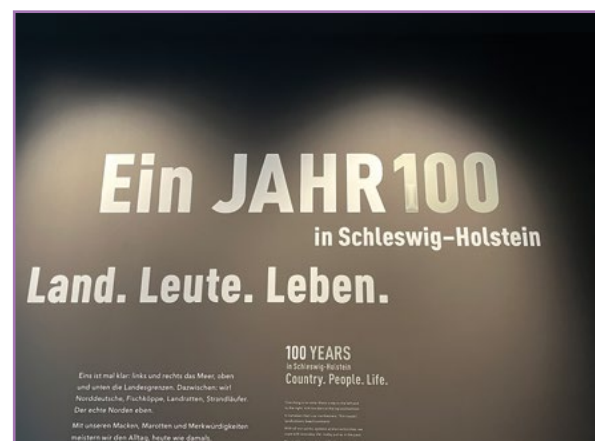 Ein JAHR100
in Schleswig-Holstein
Land. Leute. Leben.
Eins ist mal klar: links und rechts das Meer, oben
und unten die Landesgrenzen. Dazwischen: wir!
Norddeutsche, Fischköppe, Landratten, Strandläufer.
Der echte Norden eben.
Mit unseren Macken, Marotten und Merkwürdigkeiten
meistern wir den Alltag, heute wie damals.
100 YEARS
in Schleswig-Holstein
Country. People. Life.